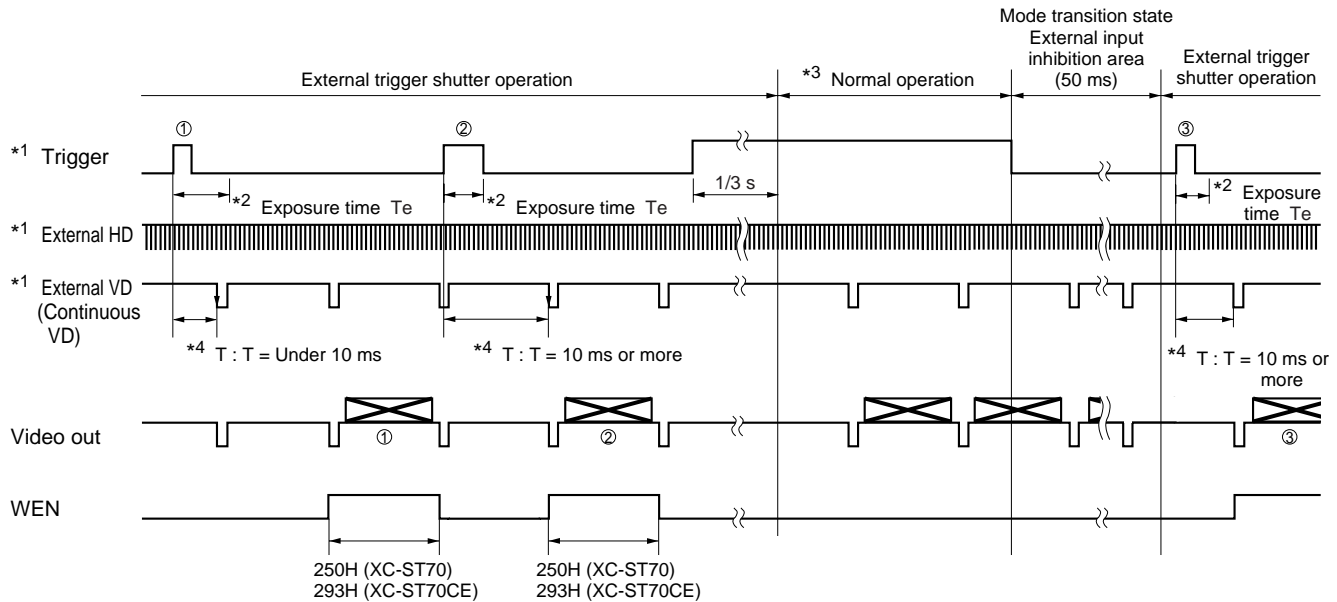 Mode transition state
External input
inhibition area
(50 ms)
External trigger shutter operation
*3 Normal operation
External trigger
shutter operation
① ② ③
*1 Trigger
1/3 s
*2 Exposure time Te
*2 Exposure time Te
*2 Exposure
time Te
*1 External HD
*1 External VD
(Continuous
VD)
*4 T : T = Under 10 ms
*4 T : T = 10 ms or more
*4 T : T = 10 ms or
more
Video out
① ② ③
WEN
250H (XC-ST70)
293H (XC-ST70CE)
250H (XC-ST70)
293H (XC-ST70CE)